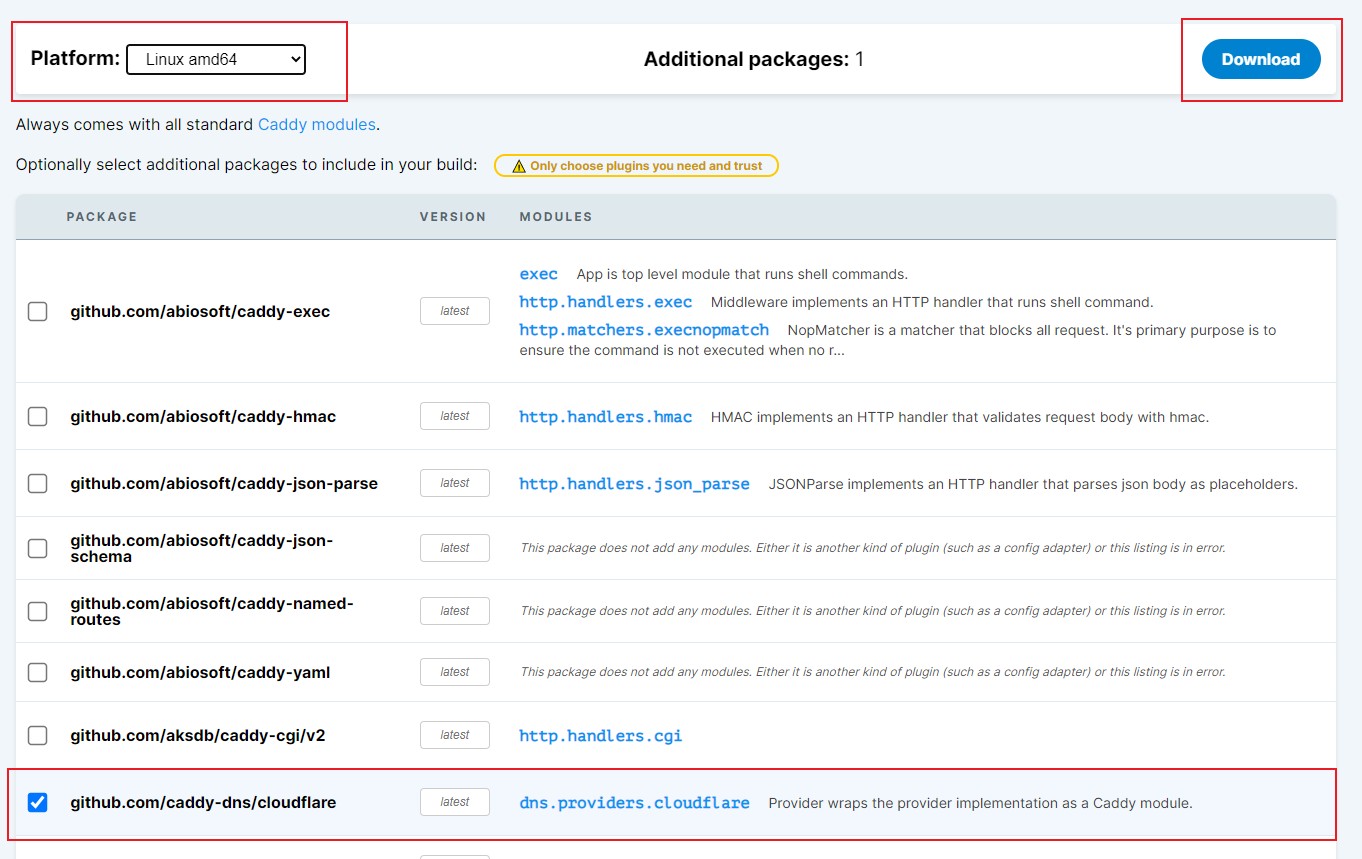 Platform: Linux amd64 Additional packages: 1 Download
Always comes with all standard Caddy modules.
Optionally select additional packages to include in your build: Only choose plugins you need and trust
PACKAGE VERSION MODULES
exec App is top level module that runs shell commands.
github.com/abiosoft/caddy-exec latest http.handlers.exec Middleware implements an HTTP handler that runs shell command.
http.matchers.execnopmatch NopMatcher is a matcher that blocks all request. It's primary purpose is to
ensure the command is not executed when no r...
github.com/abiosoft/caddy-hmac latest http.handlers.hmac HMAC implements an HTTP handler that validates request body with hmac.
github.com/abiosoft/caddy-json-parse latest http.handlers.json_parse JSONParse implements an HTTP handler that parses json body as placeholders.
github.com/abiosoft/caddy-json-
schema latest This package does not add any modules. Either it is another kind of plugin (such as a config adapter) or this listing is in error.
github.com/abiosoft/caddy-named-
routes latest This package does not add any modules. Either it is another kind of plugin (such as a config adapter) or this listing is in error.
github.com/abiosoft/caddy-yaml latest This package does not add any modules. Either it is another kind of plugin (such as a config adapter) or this listing is in error.
github.com/aksdb/caddy-cgi/v2 latest http.handlers.cgi
github.com/caddy-dns/cloudflare latest dns.providers.cloudflare Provider wraps the provider implementation as a Caddy module.